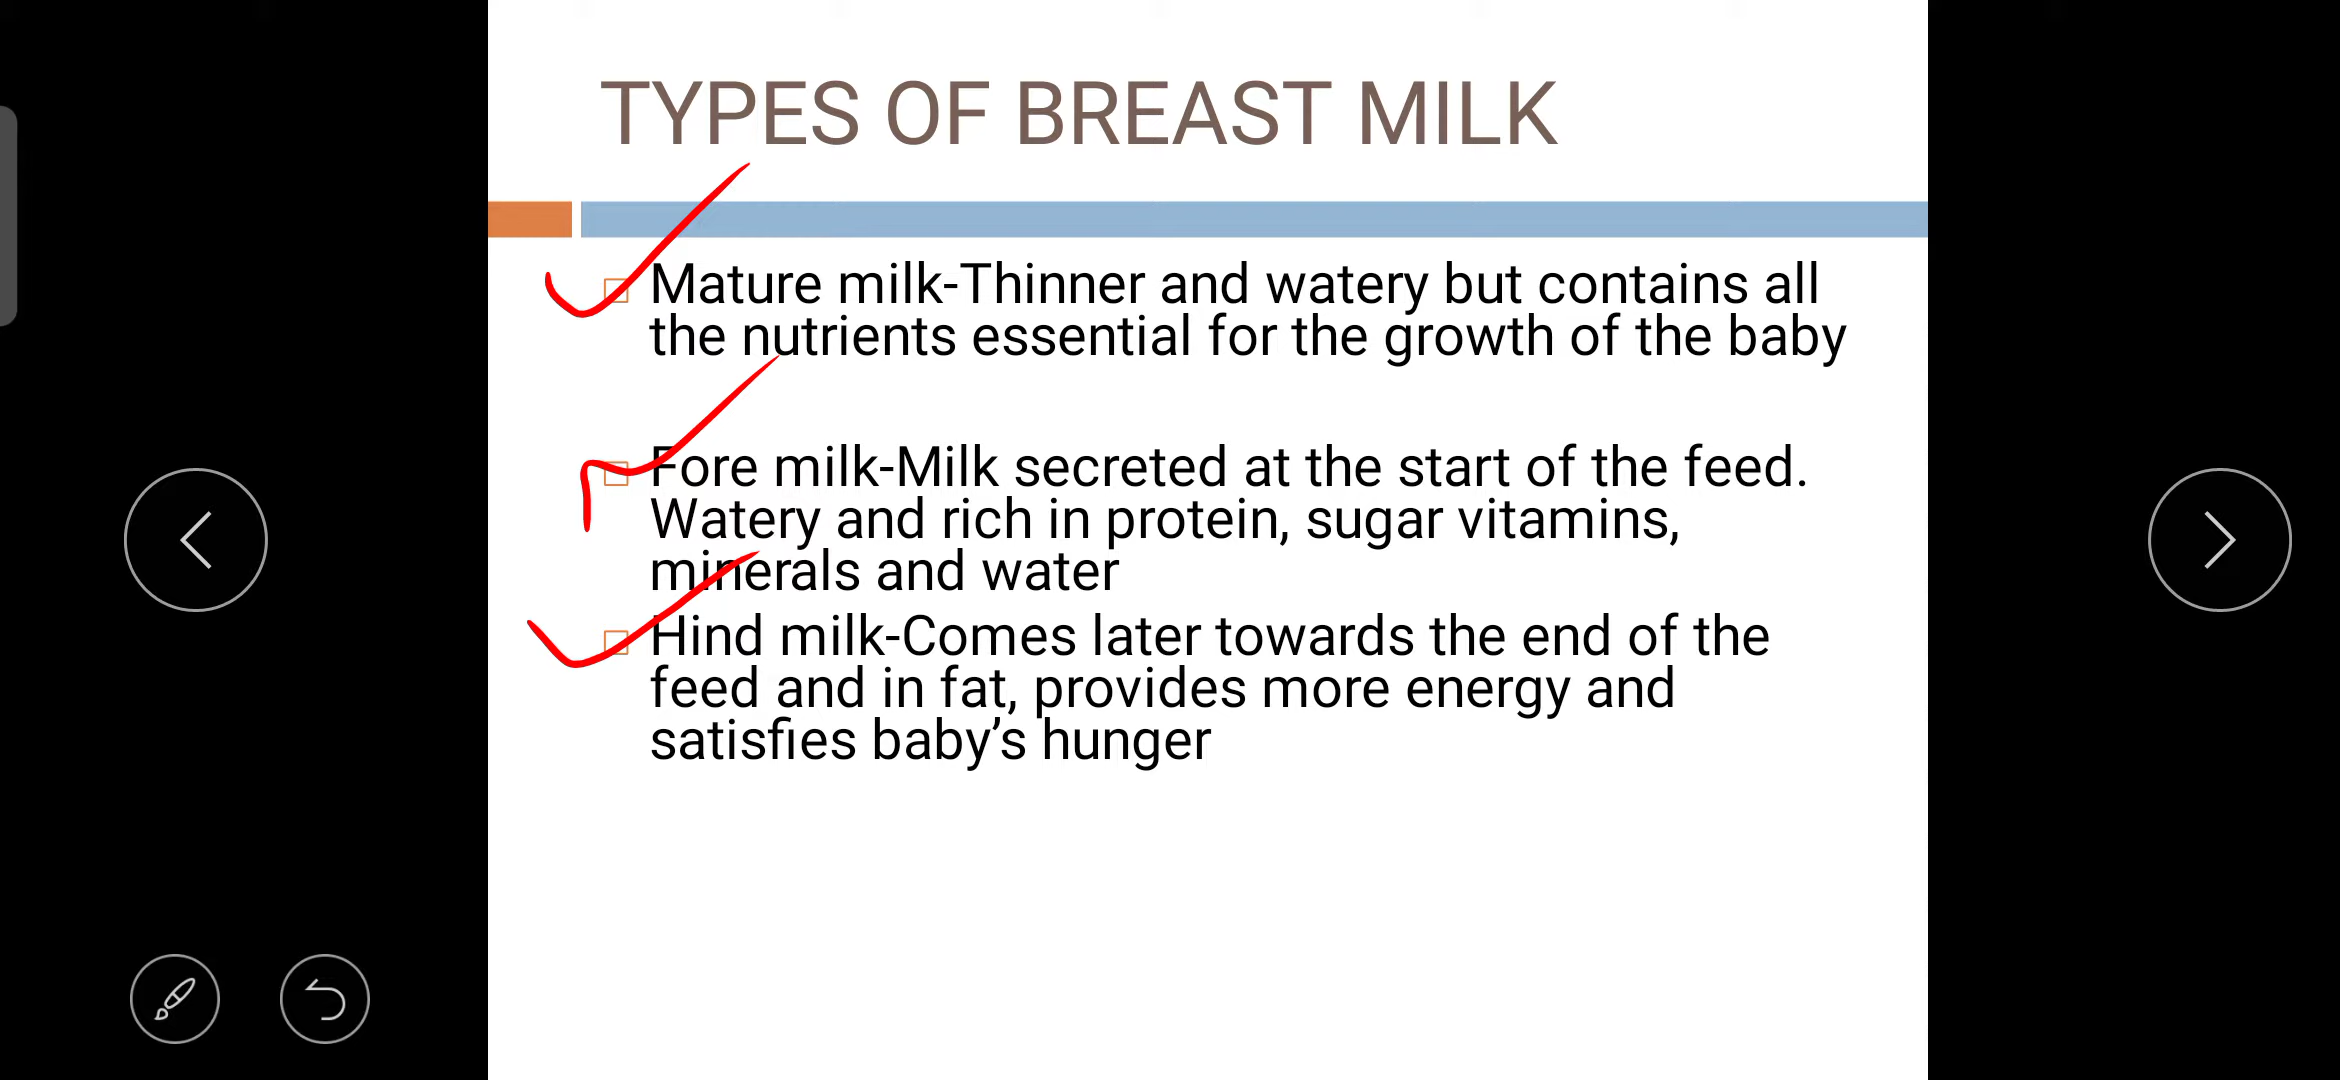 TYPES OF BREAST MILK
Mature milk-Thinner and watery but contains all
the nutrients essential for the growth of the baby
Fore milk-Milk secreted at the start of the feed.
Watery and rich in protein, sugar vitamins,
minerals and water
Hind milk-Comes later towards the end of the
feed and in fat, provides more energy and
satisfies baby’s hunger